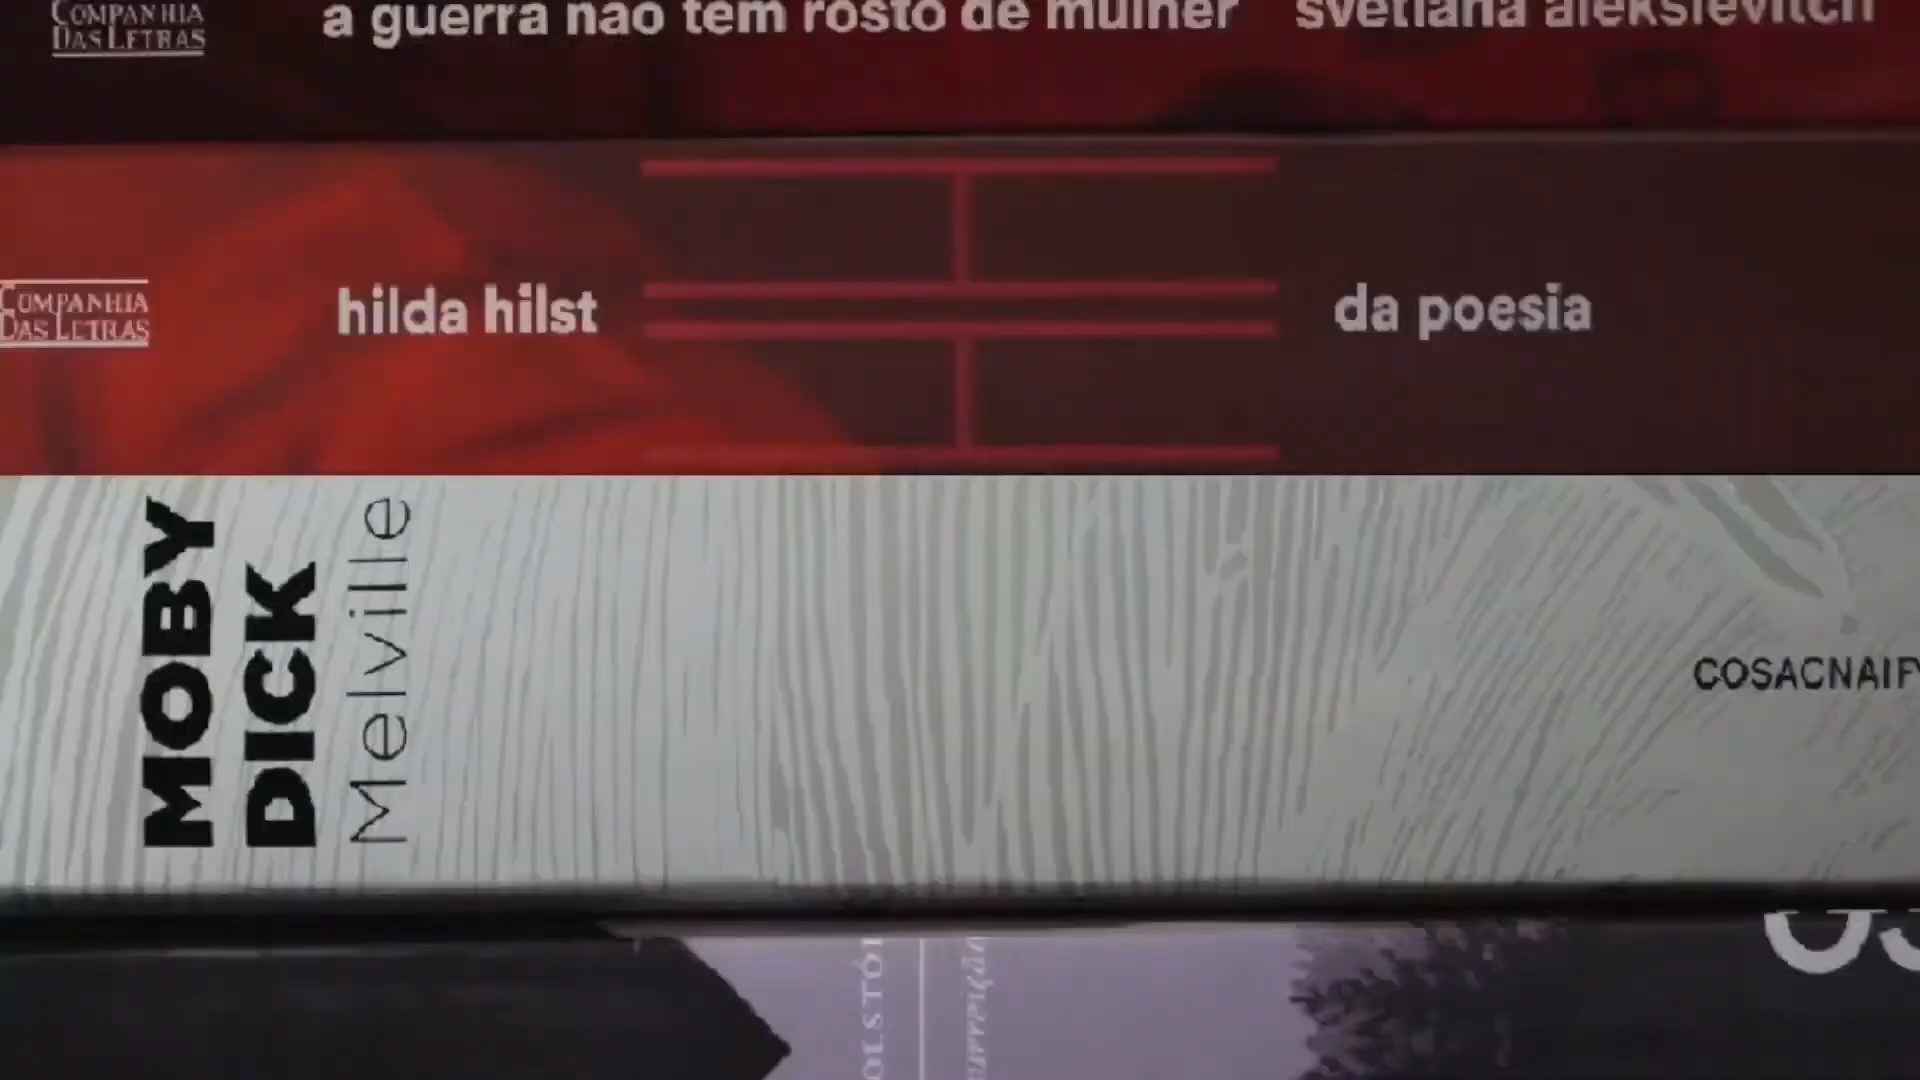 COMPANHIA
DAS LETRAS
a guerra não tem rosto de mulher svetlana aleksiévitch
COMPANHIA
DAS LETRAS
hilda hilst
da poesia
MOBY
DICK
Melville
COSACNAIFY